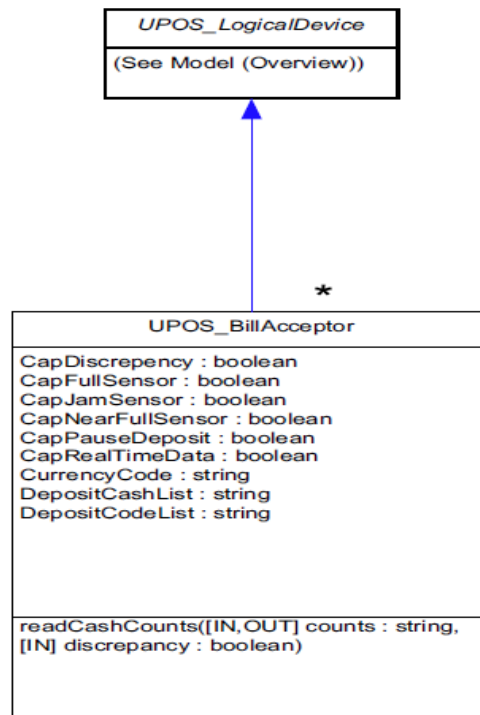 UPOS_LogicalDevice
(See Model (Overview))
*
UPOS_BillAcceptor
CapDiscrepency : boolean
CapFullSensor : boolean
CapJamSensor : boolean
CapNearFullSensor : boolean
CapPauseDeposit : boolean
CapRealTimeData : boolean
CurrencyCode : string
DepositCashList : string
DepositCodeList : string
readCashCounts([IN,OUT] counts : string,
[IN] discrepancy : boolean)